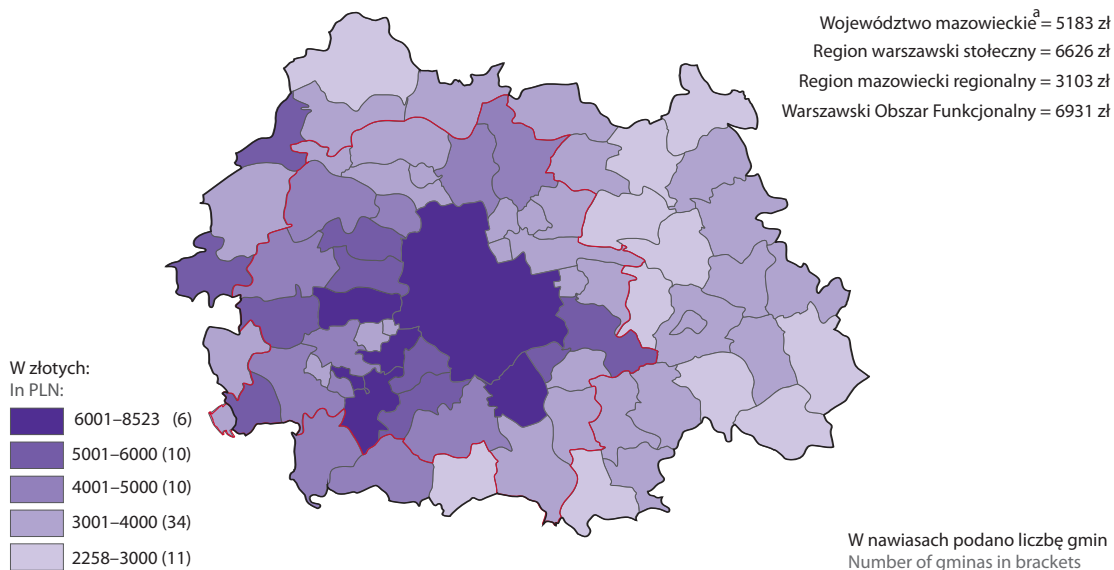 Województwo mazowieckie a = 5183 zł
Region warszawski stołeczny = 6626 zł
Region mazowiecki regionalny = 3103 zł
Warszawski Obszar Funkcjonalny = 6931 zł
W złotych:
In PLN:
6001–8523 (6)
5001–6000 (10)
4001–5000 (10)
3001–4000 (34)
2258–3000 (11)
W nawiasach podano liczbę gmin
Number of gminas in brackets